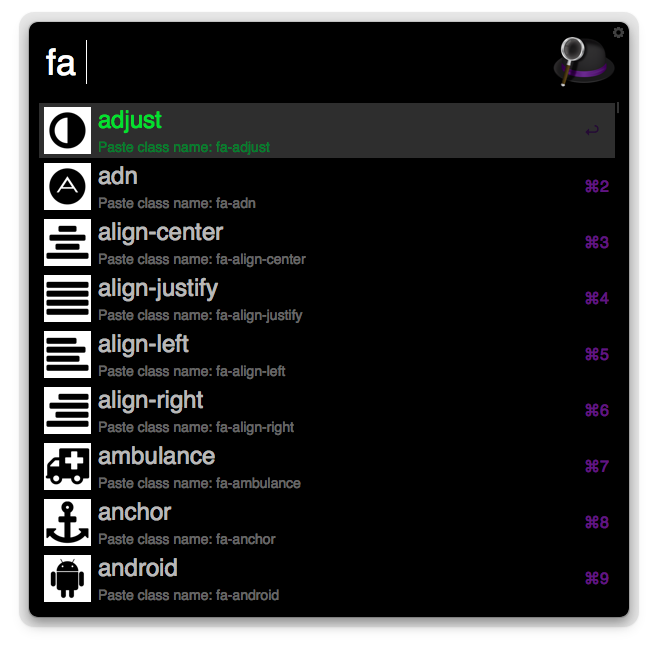 fa
adjust
Paste class name: fa-adjust
↩
adn
Paste class name: fa-adn
⌘2
align-center
Paste class name: fa-align-center
⌘3
align-justify
Paste class name: fa-align-justify
⌘4
align-left
Paste class name: fa-align-left
⌘5
align-right
Paste class name: fa-align-right
⌘6
ambulance
Paste class name: fa-ambulance
⌘7
anchor
Paste class name: fa-anchor
⌘8
android
Paste class name: fa-android
⌘9